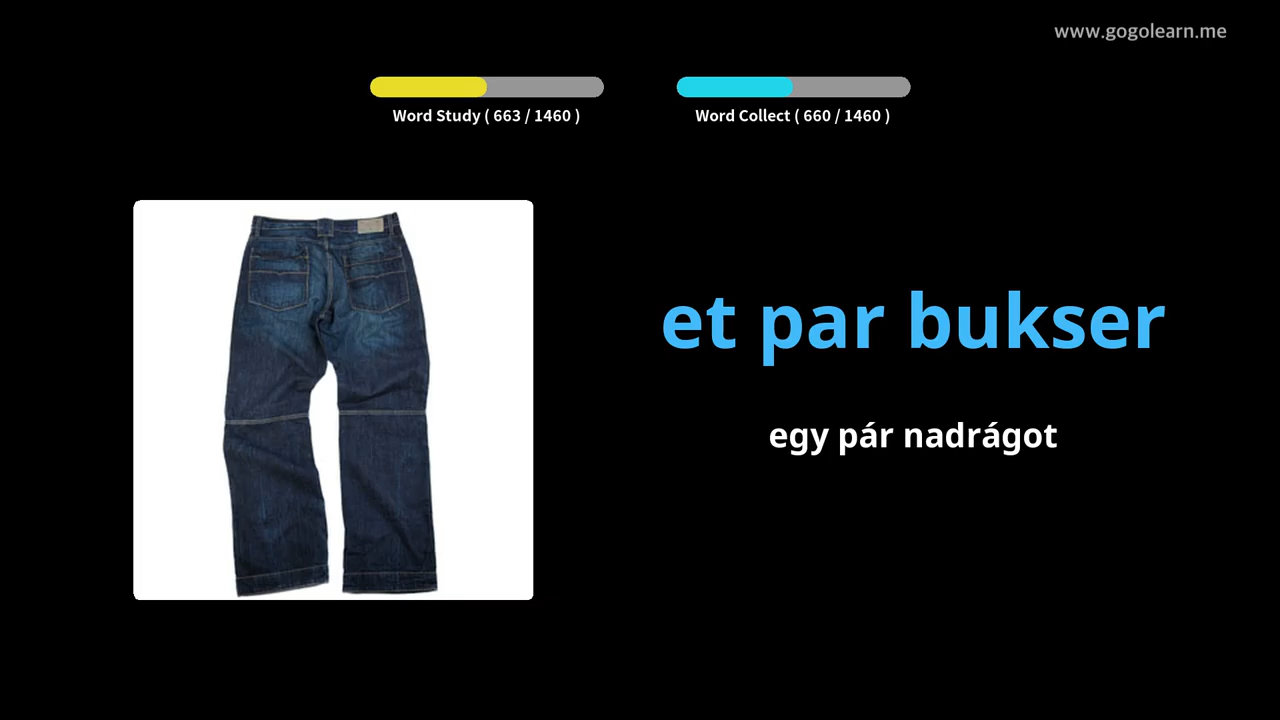 www.gogolearn.me
Word Study ( 663 / 1460 )
Word Collect ( 660 / 1460 )
et par bukser
egy pár nadrágot